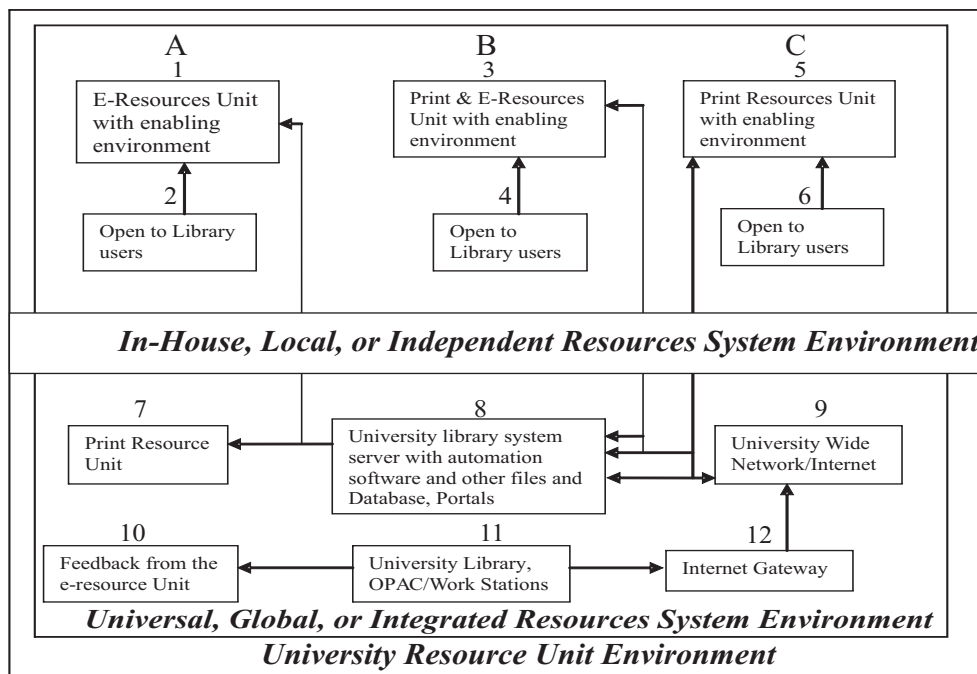 A
B
C
1
3
5
E-Resources Unit
with enabling
environment
Print & E-Resources
Unit with enabling
environment
Print Resources Unit
with enabling
environment
2
4
6
Open to Library
users
Open to
Library users
Open to
Library users
In-House, Local, or Independent Resources System Environment
7
8
9
Print Resource
Unit
University library system
server with automation
software and other files and
Database, Portals
University Wide
Network/Internet
10
11
12
Feedback from the
e-resource Unit
University Library,
OPAC/Work Stations
Internet Gateway
Universal, Global, or Integrated Resources System Environment
University Resource Unit Environment